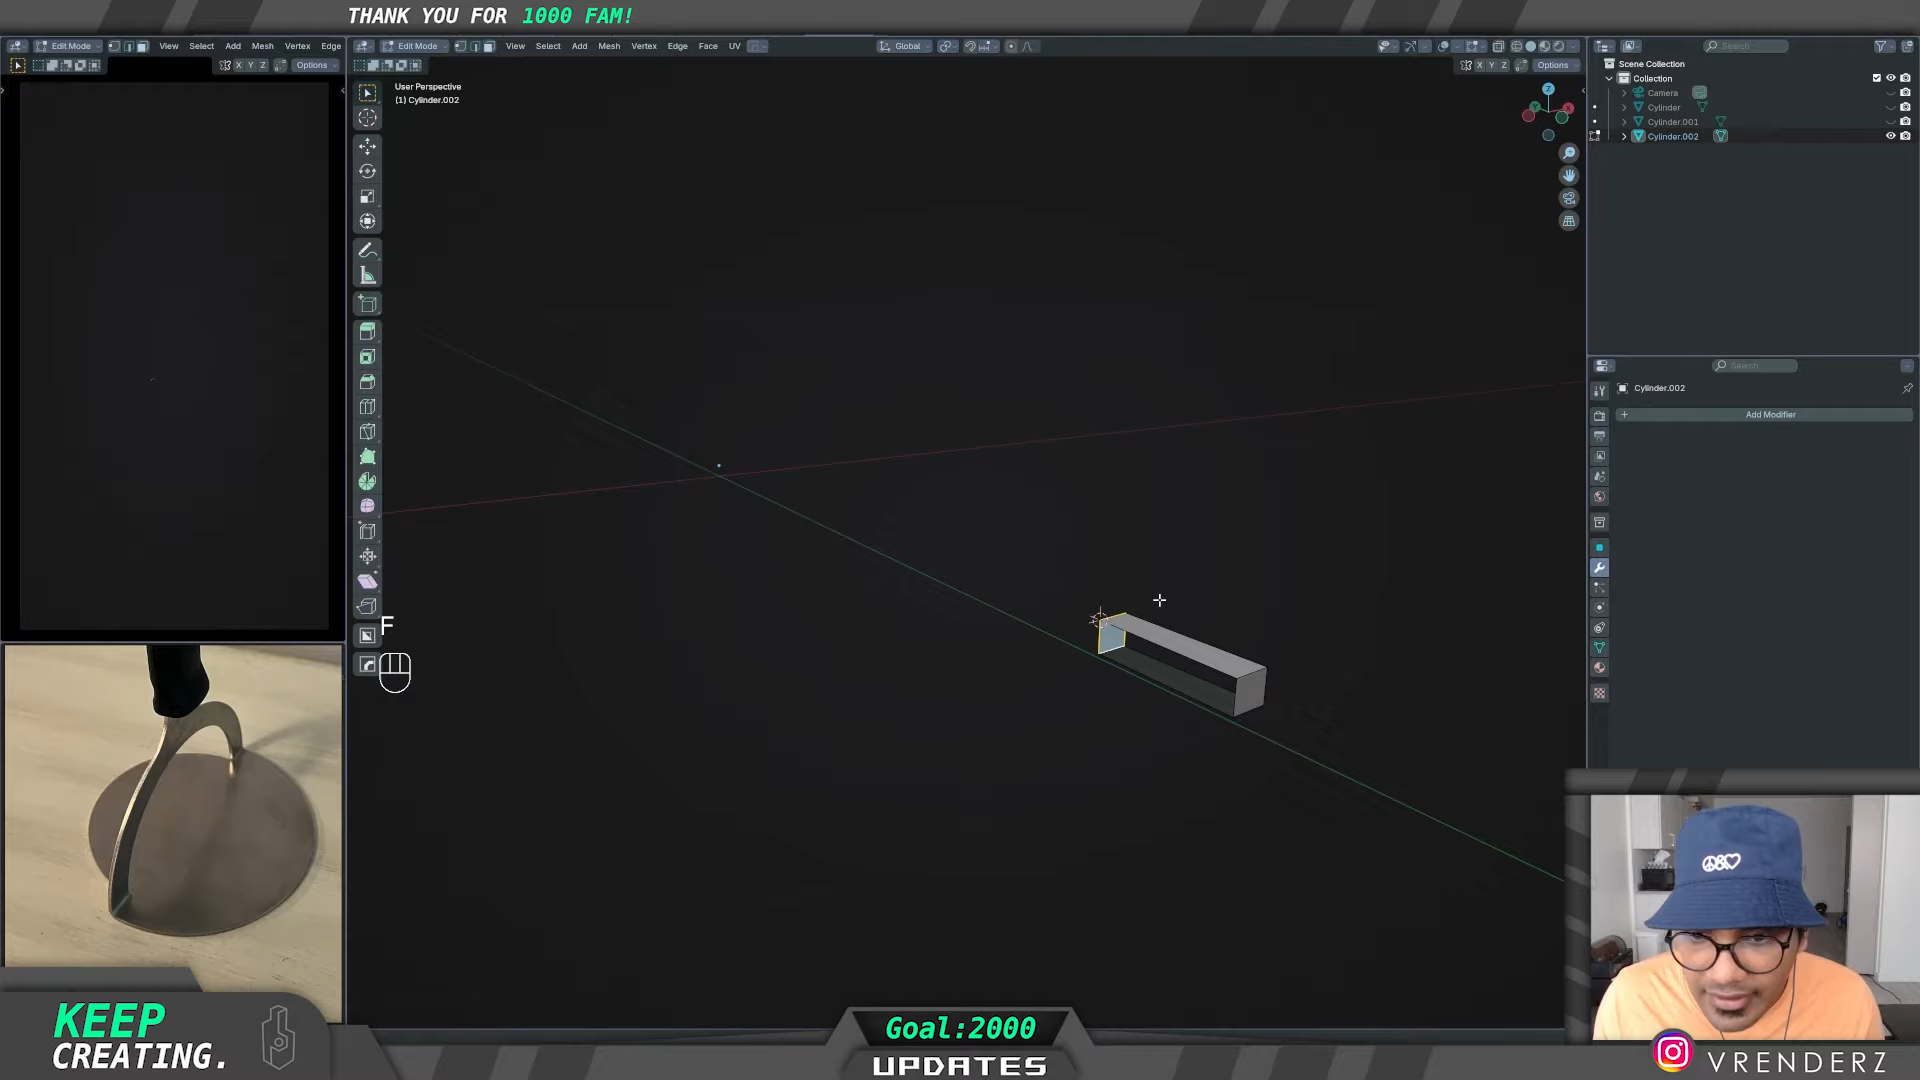 THANK YOU FOR 1000 FAM!
Edit Mode View Select Add Mesh Vertex Edge
Edit Mode View Select Add Mesh Vertex Edge Face UV
Global
X Y Z Options
X Y Z Options
User Perspective
(1) Cylinder.002
Z
Y
X
Search
Scene Collection
Collection
Camera
Cylinder
Cylinder.001
Cylinder.002
Search
Cylinder.002
Add Modifier
F
KEEP
CREATING.
Goal:2000
UPDATES
VRENDERZ